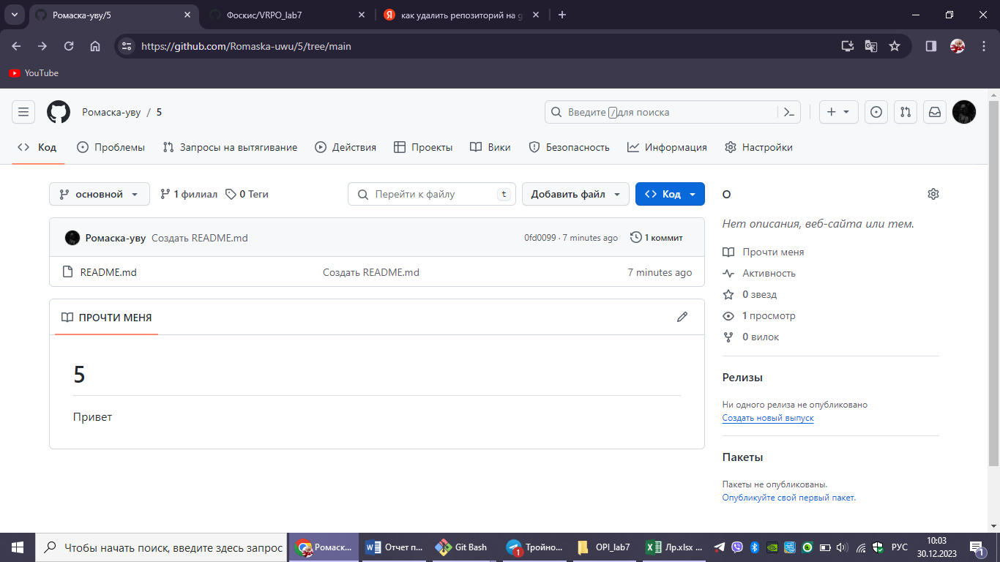 Ромаска-уву/5
Фоскис/VRPO_lab7
как удалить репозиторий на g
https://github.com/Romaska-uwu/5/tree/main
YouTube
Ромаска-уву / 5
Введите / для поиска
Код
Проблемы
Запросы на вытягивание
Действия
Проекты
Вики
Безопасность
Информация
Настройки
основной
1 филиал
0 Теги
Перейти к файлу
t
Добавить файл
Код
О
Нет описания, веб-сайта или тем.
Ромаска-уву Создать README.md
0fd0099 · 7 minutes ago
1 коммит
README.md
Создать README.md
7 minutes ago
Прочти меня
Активность
0 звезд
1 просмотр
0 вилок
ПРОЧТИ МЕНЯ
5
Привет
Релизы
Ни одного релиза не опубликовано
Создать новый выпуск
Пакеты
Пакеты не опубликованы.
Опубликуйте свой первый пакет.
Чтобы начать поиск, введите здесь запрос
Ромаск...
Отчет п...
Git Bash
1
Тройно...
OPI_lab7
Лр.xlsx ...
РУС
10:03
30.12.2023
1